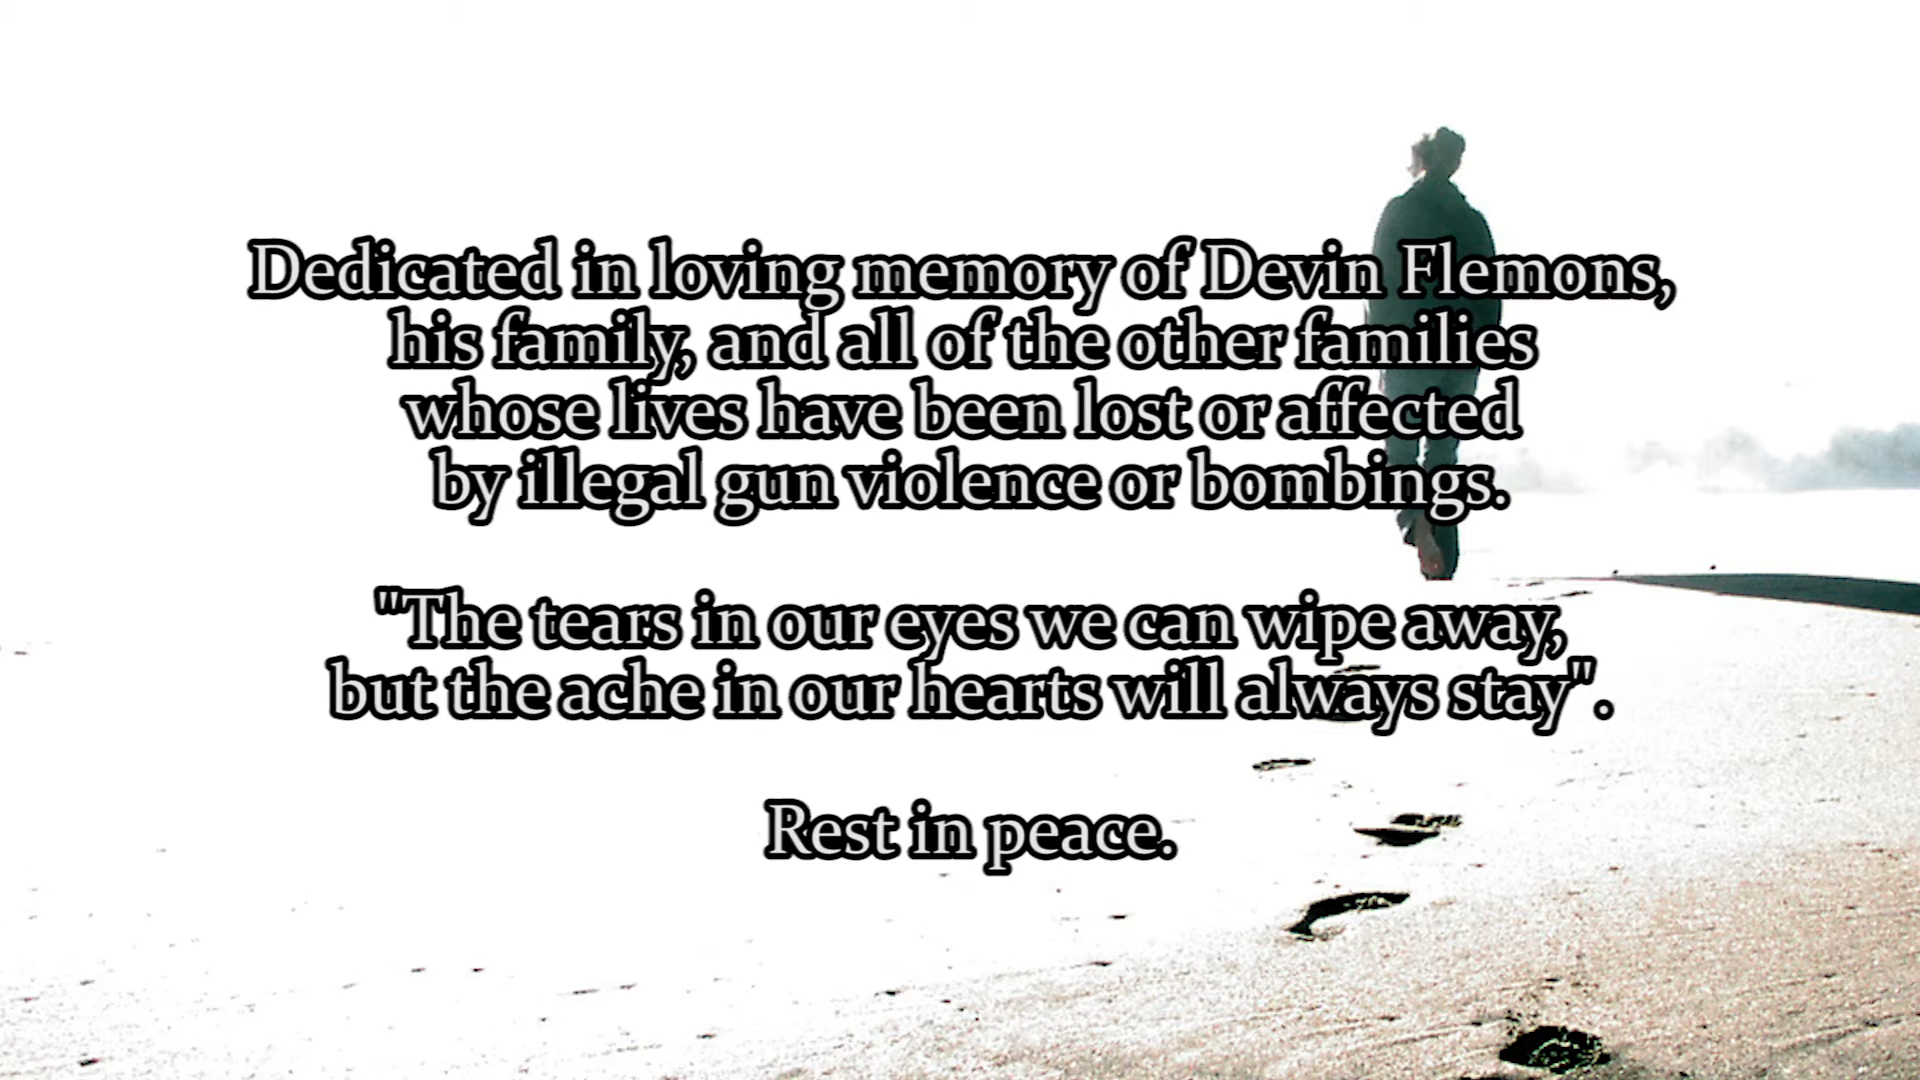 Dedicated in loving memory of Devin Flemons,
his family, and all of the other families
whose lives have been lost or affected
by illegal gun violence or bombings.
"The tears in our eyes we can wipe away,
but the ache in our hearts will always stay".
Rest in peace.